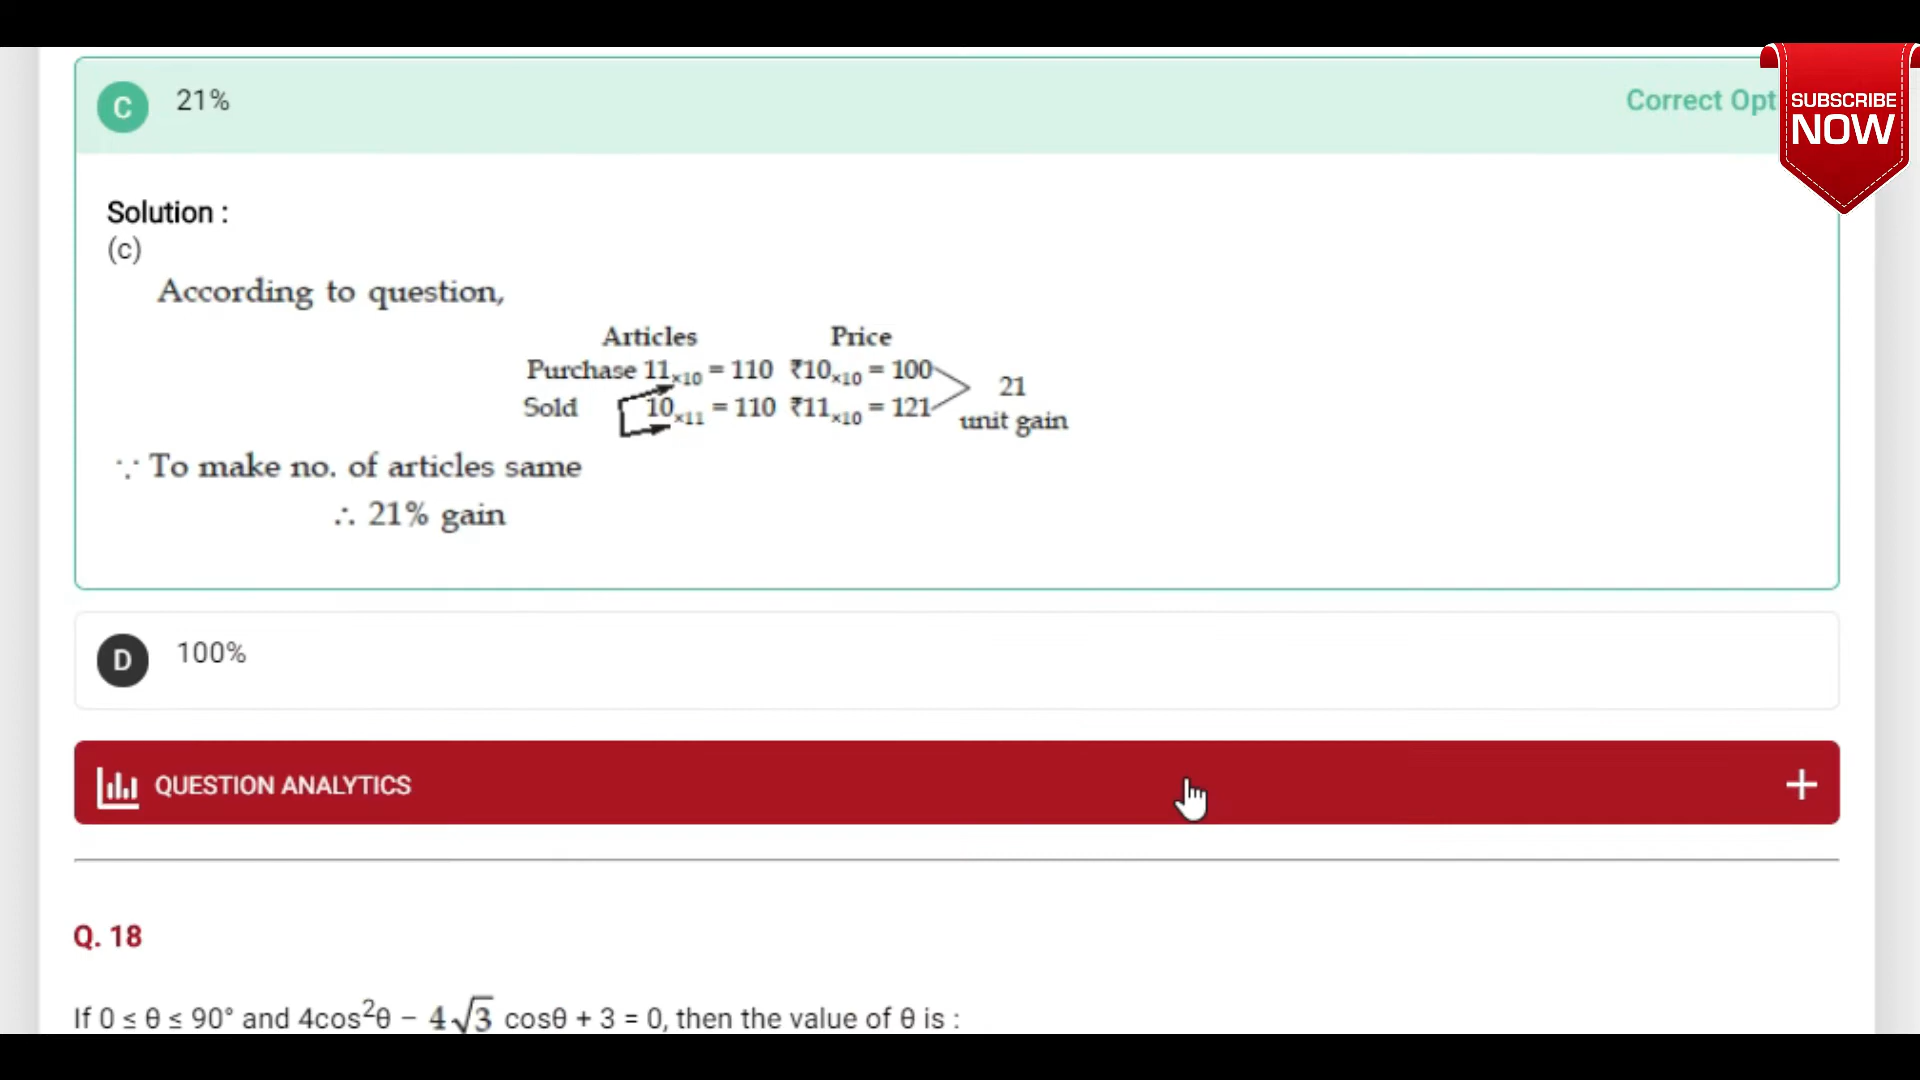 C 21% Correct Opt
SUBSCRIBE
NOW
Solution :
(c)
According to question,
Articles Price
Purchase 11×10 = 110 ₹10×10 = 100
Sold 10×11 = 110 ₹11×10 = 121
21
unit gain
∵ To make no. of articles same
∴ 21% gain
D 100%
QUESTION ANALYTICS +
Q. 18
If 0 ≤ θ ≤ 90° and 4cos²θ − 4√3 cosθ + 3 = 0, then the value of θ is :